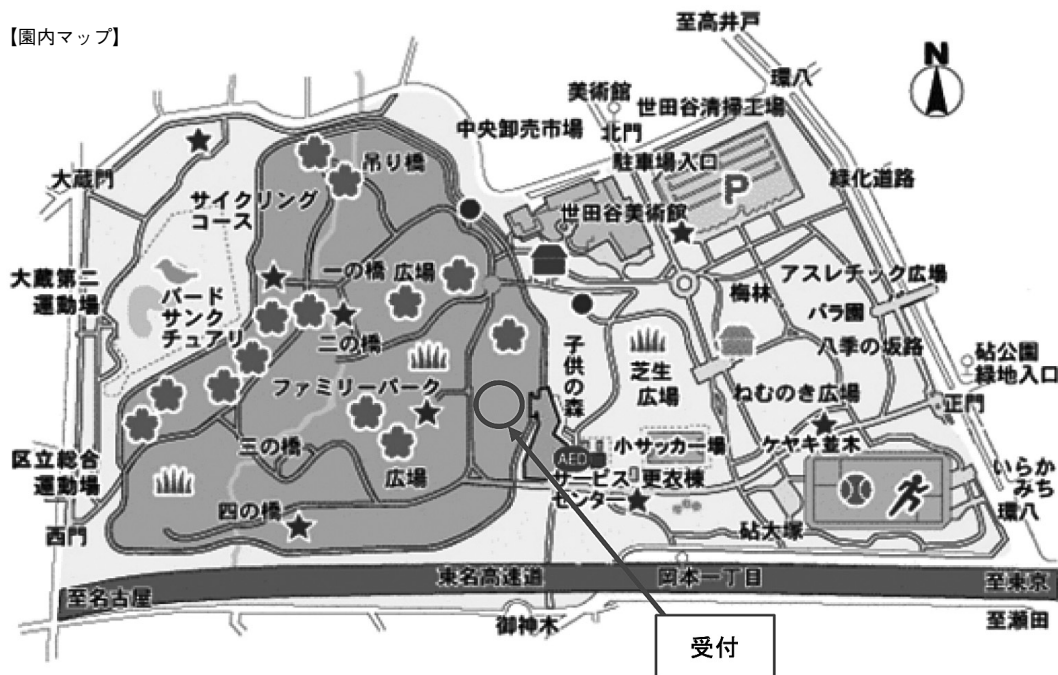 【園内マップ】
至高井戸
N
環八
美術館
世田谷清掃工場
中央卸売市場
北門
吊り橋
駐車場入口
大蔵門
緑化道路
P
サイクリング
コース
世田谷美術館
一の橋
広場
アスレチック広場
大蔵第二
運動場
梅林
バード
サンク
チュアリ
バラ園
二の橋
子供の森
八季の坂路
砧公園
緑地入口
芝生
広場
ファミリーパーク
ねむのき広場
正門
三の橋
小サッカー場
ケヤキ並木
区立総合
運動場
広場
AED
サービス
センター
更衣棟
いらか
みち
四の橋
環八
西門
砧大塚
東名高速道
岡本一丁目
至東京
至名古屋
御神木
至瀬田
受付